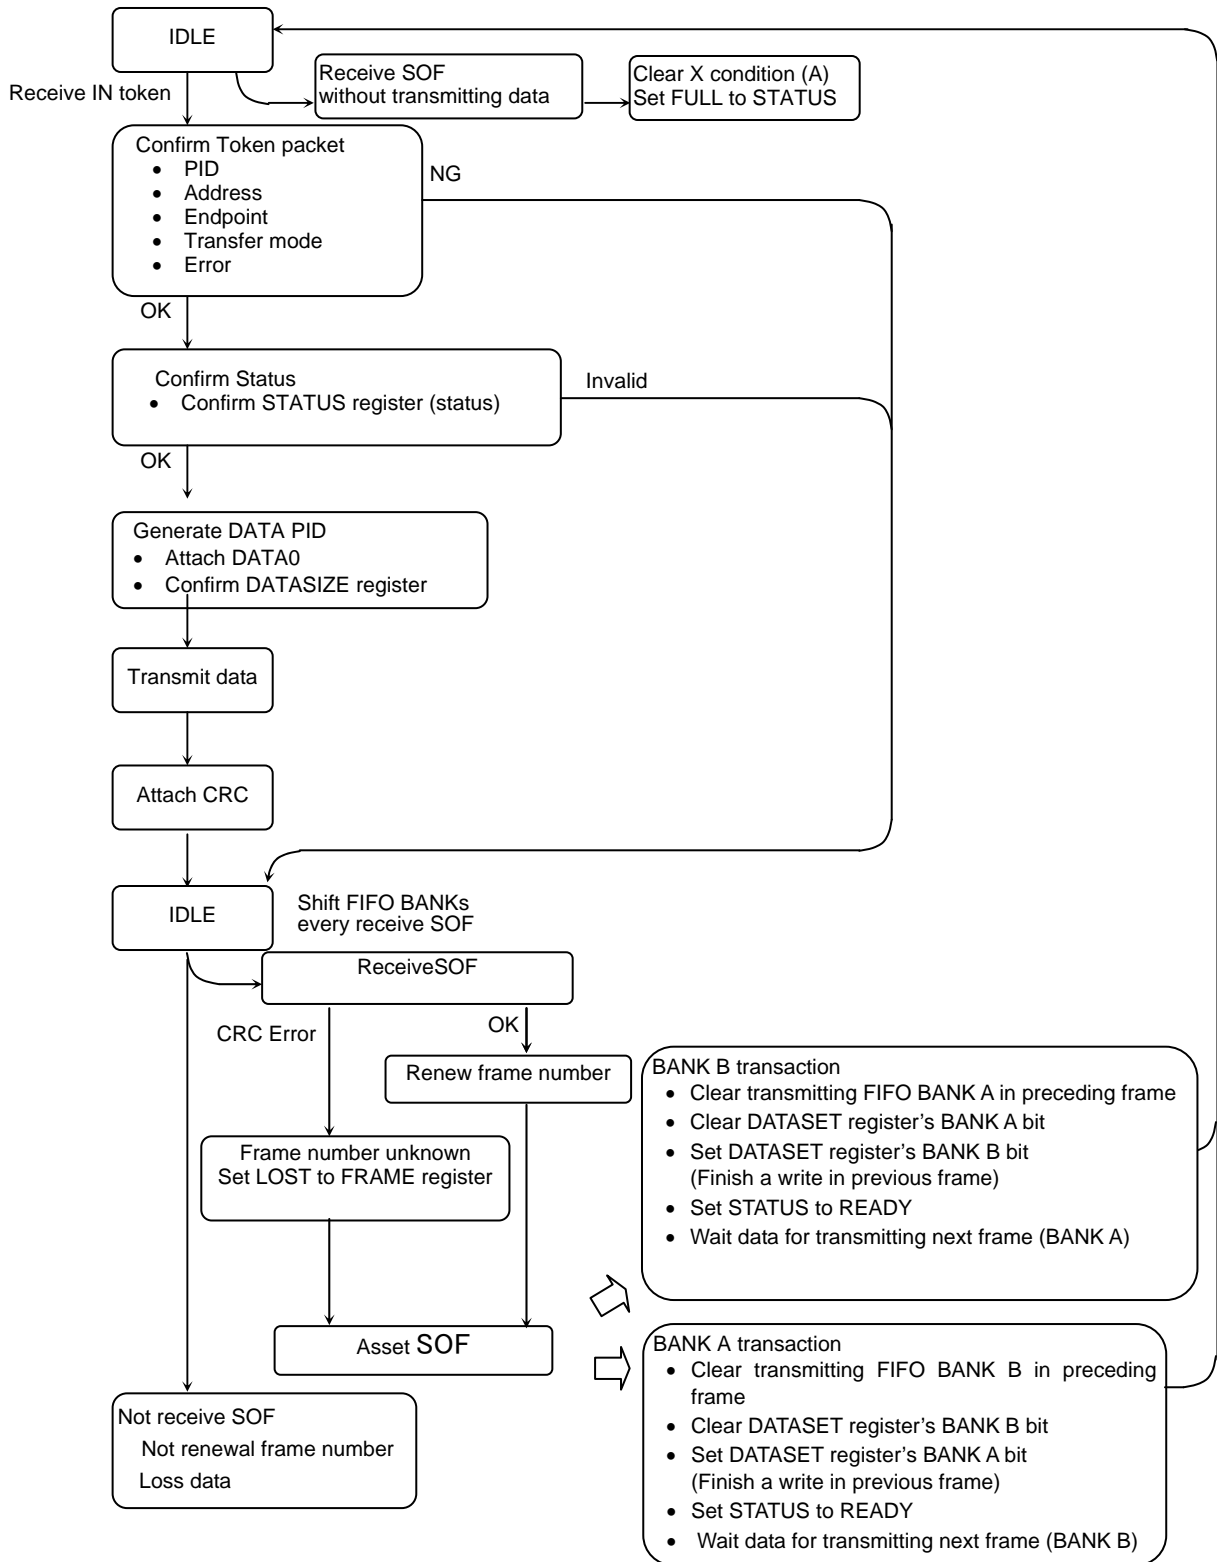 IDLE
Receive IN token
Receive SOF
without transmitting data
Clear X condition (A)
Set FULL to STATUS
Confirm Token packet
• PID
• Address
• Endpoint
• Transfer mode
• Error
NG
OK
Confirm Status
• Confirm STATUS register (status)
Invalid
OK
Generate DATA PID
• Attach DATA0
• Confirm DATASIZE register
Transmit data
Attach CRC
IDLE
Shift FIFO BANKs
every receive SOF
ReceiveSOF
CRC Error
OK
Renew frame number
Frame number unknown
Set LOST to FRAME register
Asset SOF
Not receive SOF
Not renewal frame number
Loss data
BANK B transaction
• Clear transmitting FIFO BANK A in preceding frame
• Clear DATASET register's BANK A bit
• Set DATASET register's BANK B bit
(Finish a write in previous frame)
• Set STATUS to READY
• Wait data for transmitting next frame (BANK A)
BANK A transaction
• Clear transmitting FIFO BANK B in preceding
frame
• Clear DATASET register's BANK B bit
• Set DATASET register's BANK A bit
(Finish a write in previous frame)
• Set STATUS to READY
• Wait data for transmitting next frame (BANK B)